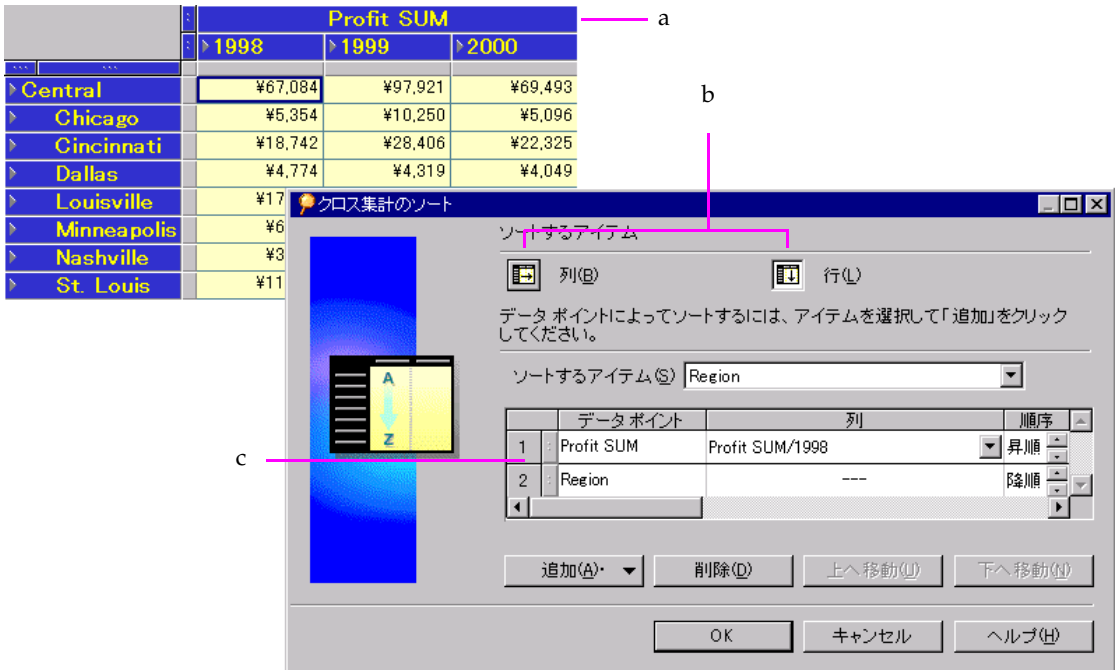 Profit SUM
a
1998 1999 2000
Central ¥67,084 ¥97,921 ¥69,493
b
Chicago ¥5,354 ¥10,250 ¥5,096
Cincinnati ¥18,742 ¥28,406 ¥22,325
Dallas ¥4,774 ¥4,319 ¥4,049
Louisville ¥17
Minneapolis ¥6
Nashville ¥3
St. Louis ¥11
クロス集計のソート
ソートするアイテム
列(B) 行(L)
データ ポイントによってソートするには、アイテムを選択して「追加」をクリック
してください。
ソートするアイテム(S) Region
A
Z
データ ポイント 列 順序
c
1 Profit SUM Profit SUM/1998 昇順
2 Region --- 降順
追加(A)· 削除(D) 上へ移動(U) 下へ移動(N)
OK キャンセル ヘルプ(H)